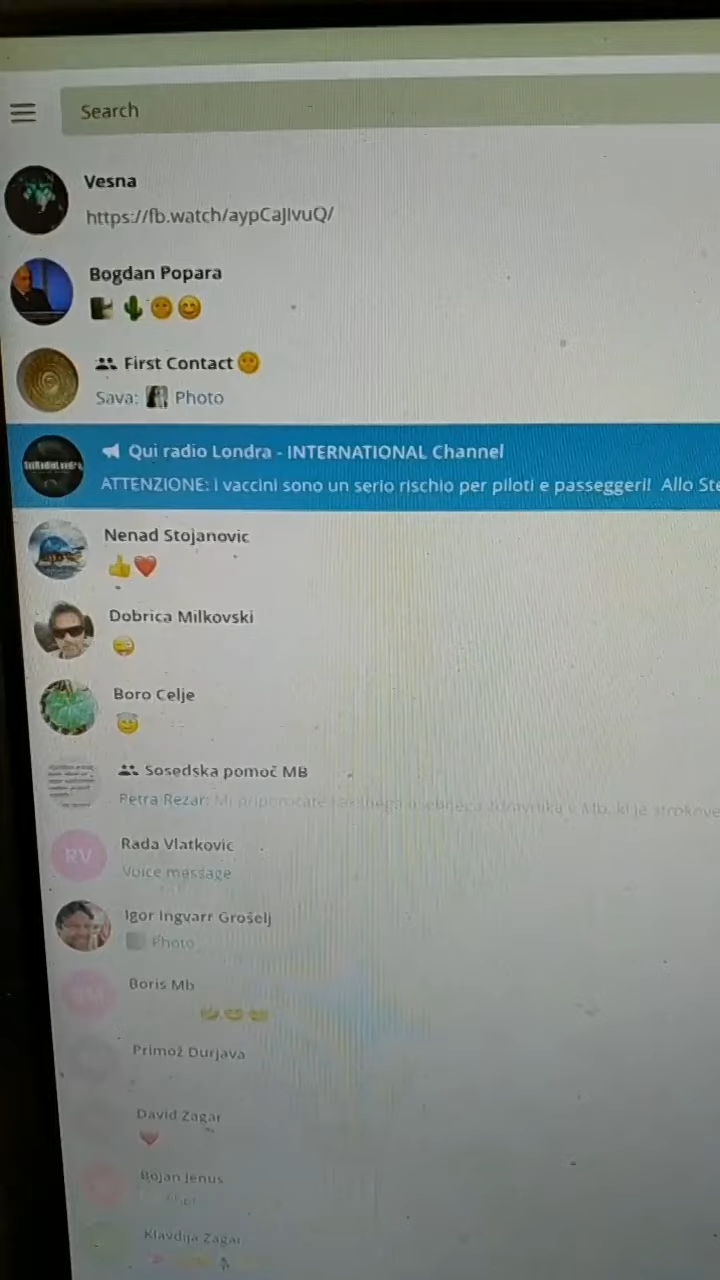 Search
Vesna
https://fb.watch/aypCaJIvuQ/
Bogdan Popara
First Contact
Sava: Photo
Qui radio Londra - INTERNATIONAL Channel
ATTENZIONE: i vaccini sono un serio rischio per piloti e passeggeri! Allo
Nenad Stojanovic
Dobrica Milkovski
Boro Celje
Sosedska pomoč MB
Petra Rezar: Mi priporočate
Rada Vlatkovic
Voice message
Igor Ingvarr Grošelj
Photo
Boris Mb
Primož Durjava
David Zagar
Bojan Jenus
Klavdija Zagar